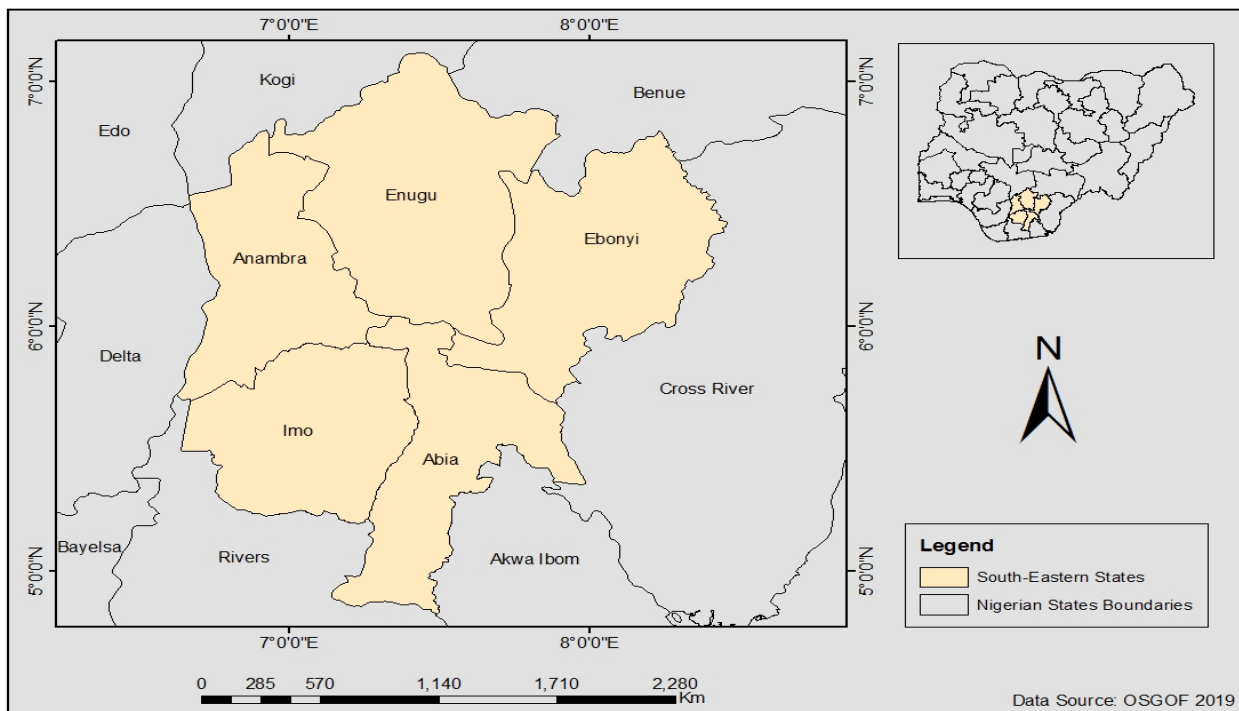 7°0'0"E 8°0'0"E
7°0'0"N
7°0'0"N
Kogi
Benue
Edo
Enugu
Ebonyi
Anambra
6°0'0"N
6°0'0"N
Delta
Cross River
Imo
Abia
Bayelsa
Rivers
Akwa Ibom
5°0'0"N
5°0'0"N
7°0'0"E 8°0'0"E
N
Legend
South-Eastern States
Nigerian States Boundaries
0 285 570 1,140 1,710 2,280
Km
Data Source: OSGOF 2019